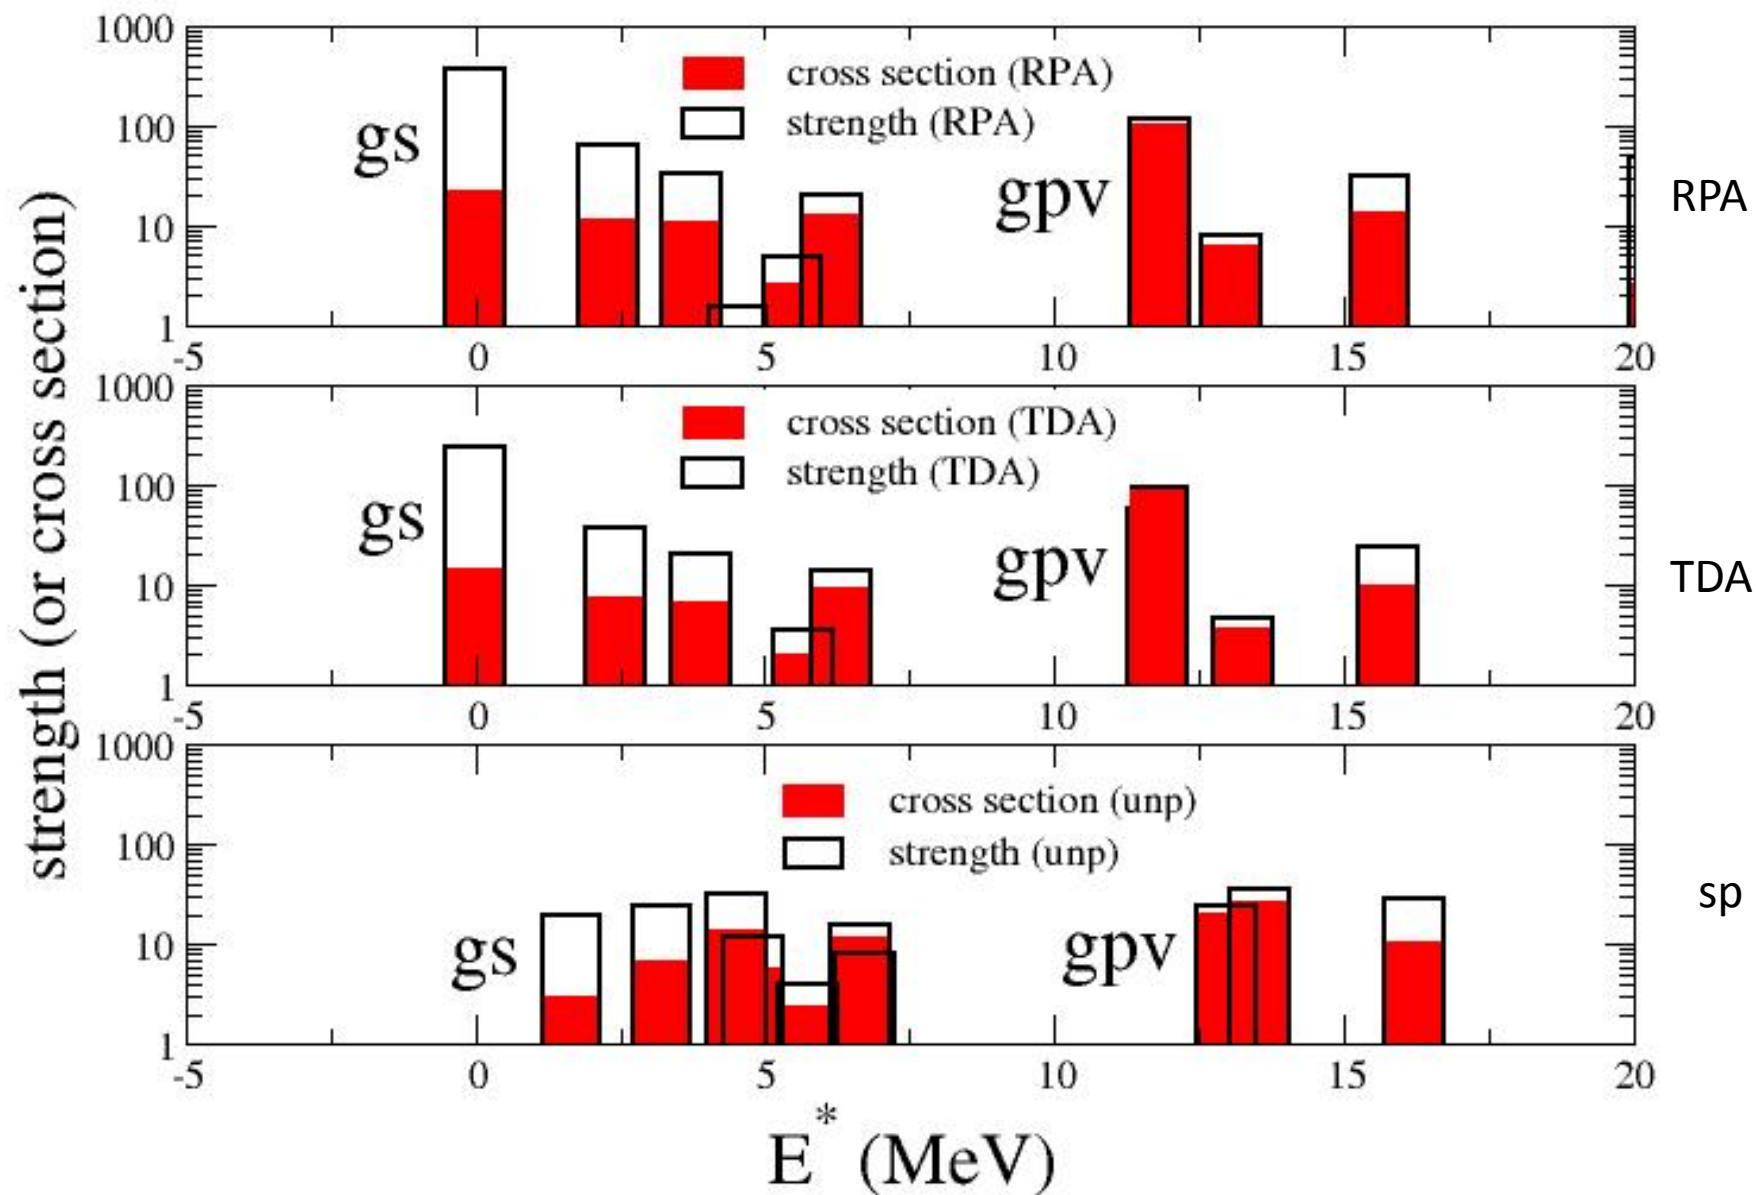 strength (or cross section)
1000
100
10
1
cross section (RPA)
strength (RPA)
gs
gpv
RPA
-5 0 5 10 15 20
1000
100
10
1
cross section (TDA)
strength (TDA)
gs
gpv
TDA
-5 0 5 10 15 20
1000
100
10
1
cross section (unp)
strength (unp)
gs
gpv
sp
-5 0 5 10 15 20
E* (MeV)